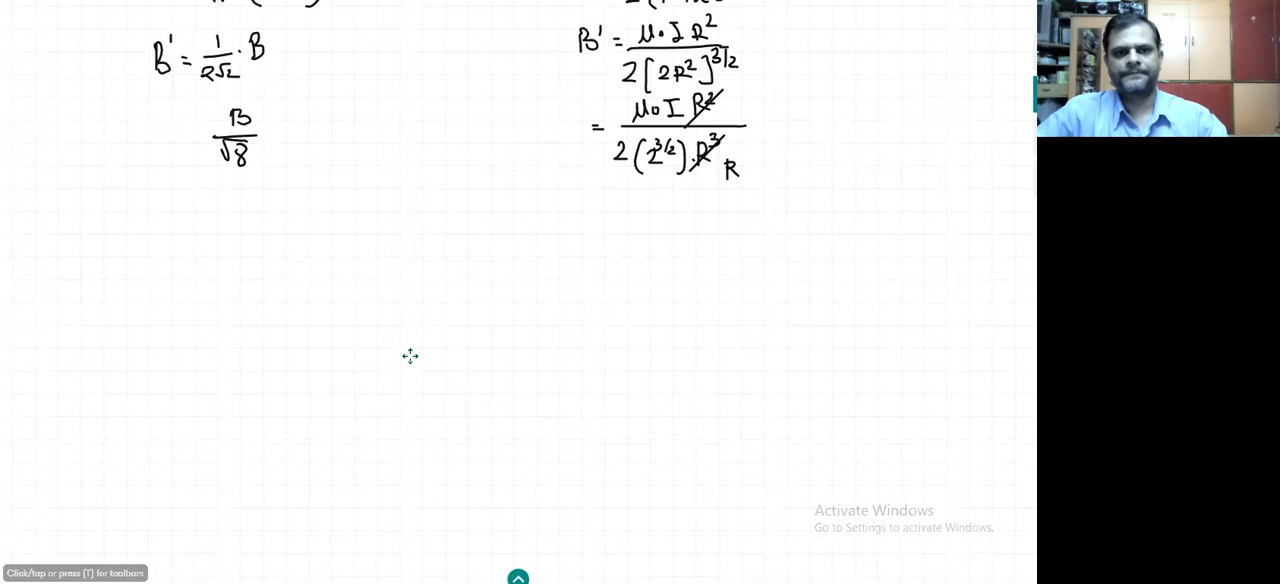 B' = 1/2√2 · B
B/√8
B' = μ₀ I R² / 2[2R²]^3/2
= μ₀ I R² / 2(2^3/2).R³ R
Activate Windows
Go to Settings to activate Windows.
Click/tap or press [T] for toolbars